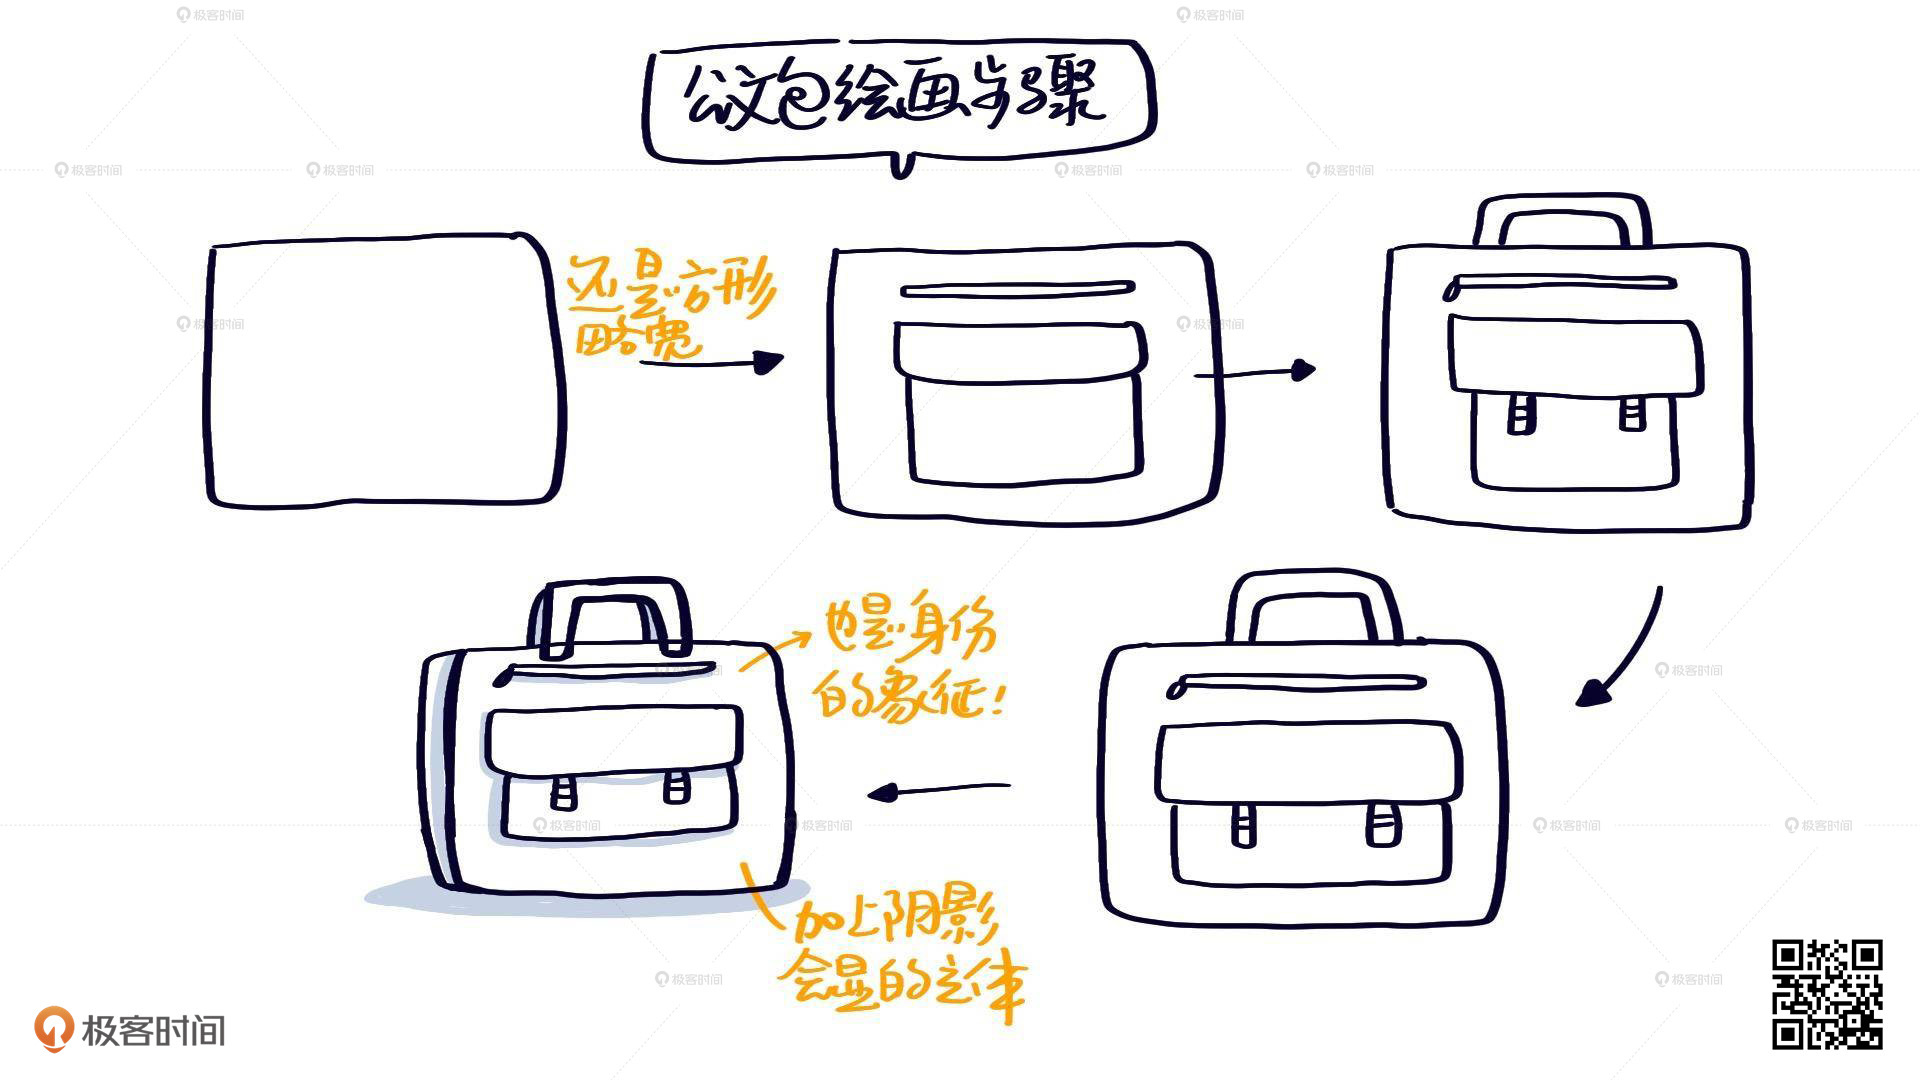 公文包绘画步骤
还是方形
略宽
也是身份
的象征!
加上阴影
会显的立体
极客时间